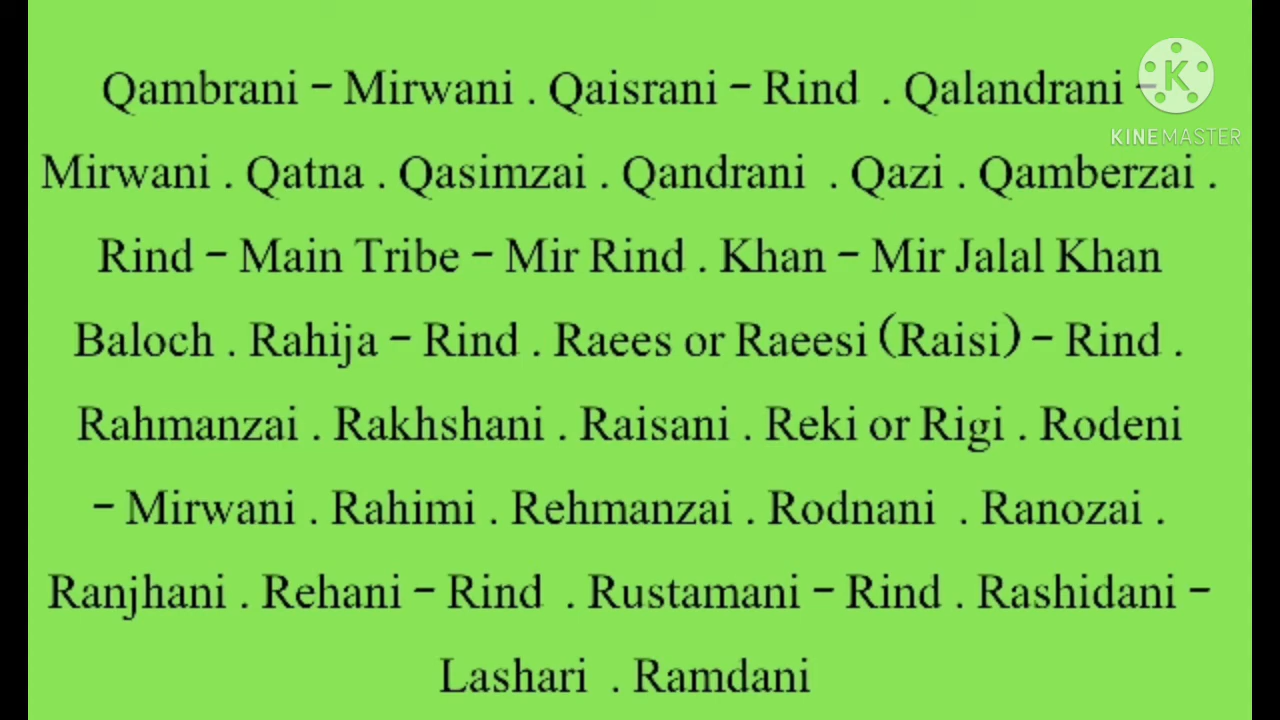 Qambrani – Mirwani . Qaisrani – Rind . Qalandrani –
KINEMASTER
Mirwani . Qatna . Qasimzai . Qandrani . Qazi . Qamberzai .
Rind – Main Tribe – Mir Rind . Khan – Mir Jalal Khan
Baloch . Rahija – Rind . Raees or Raeesi (Raisi) – Rind .
Rahmanzai . Rakhshani . Raisani . Reki or Rigi . Rodeni
– Mirwani . Rahimi . Rehmanzai . Rodnani . Ranozai .
Ranjhani . Rehani – Rind . Rustamani – Rind . Rashidani –
Lashari . Ramdani